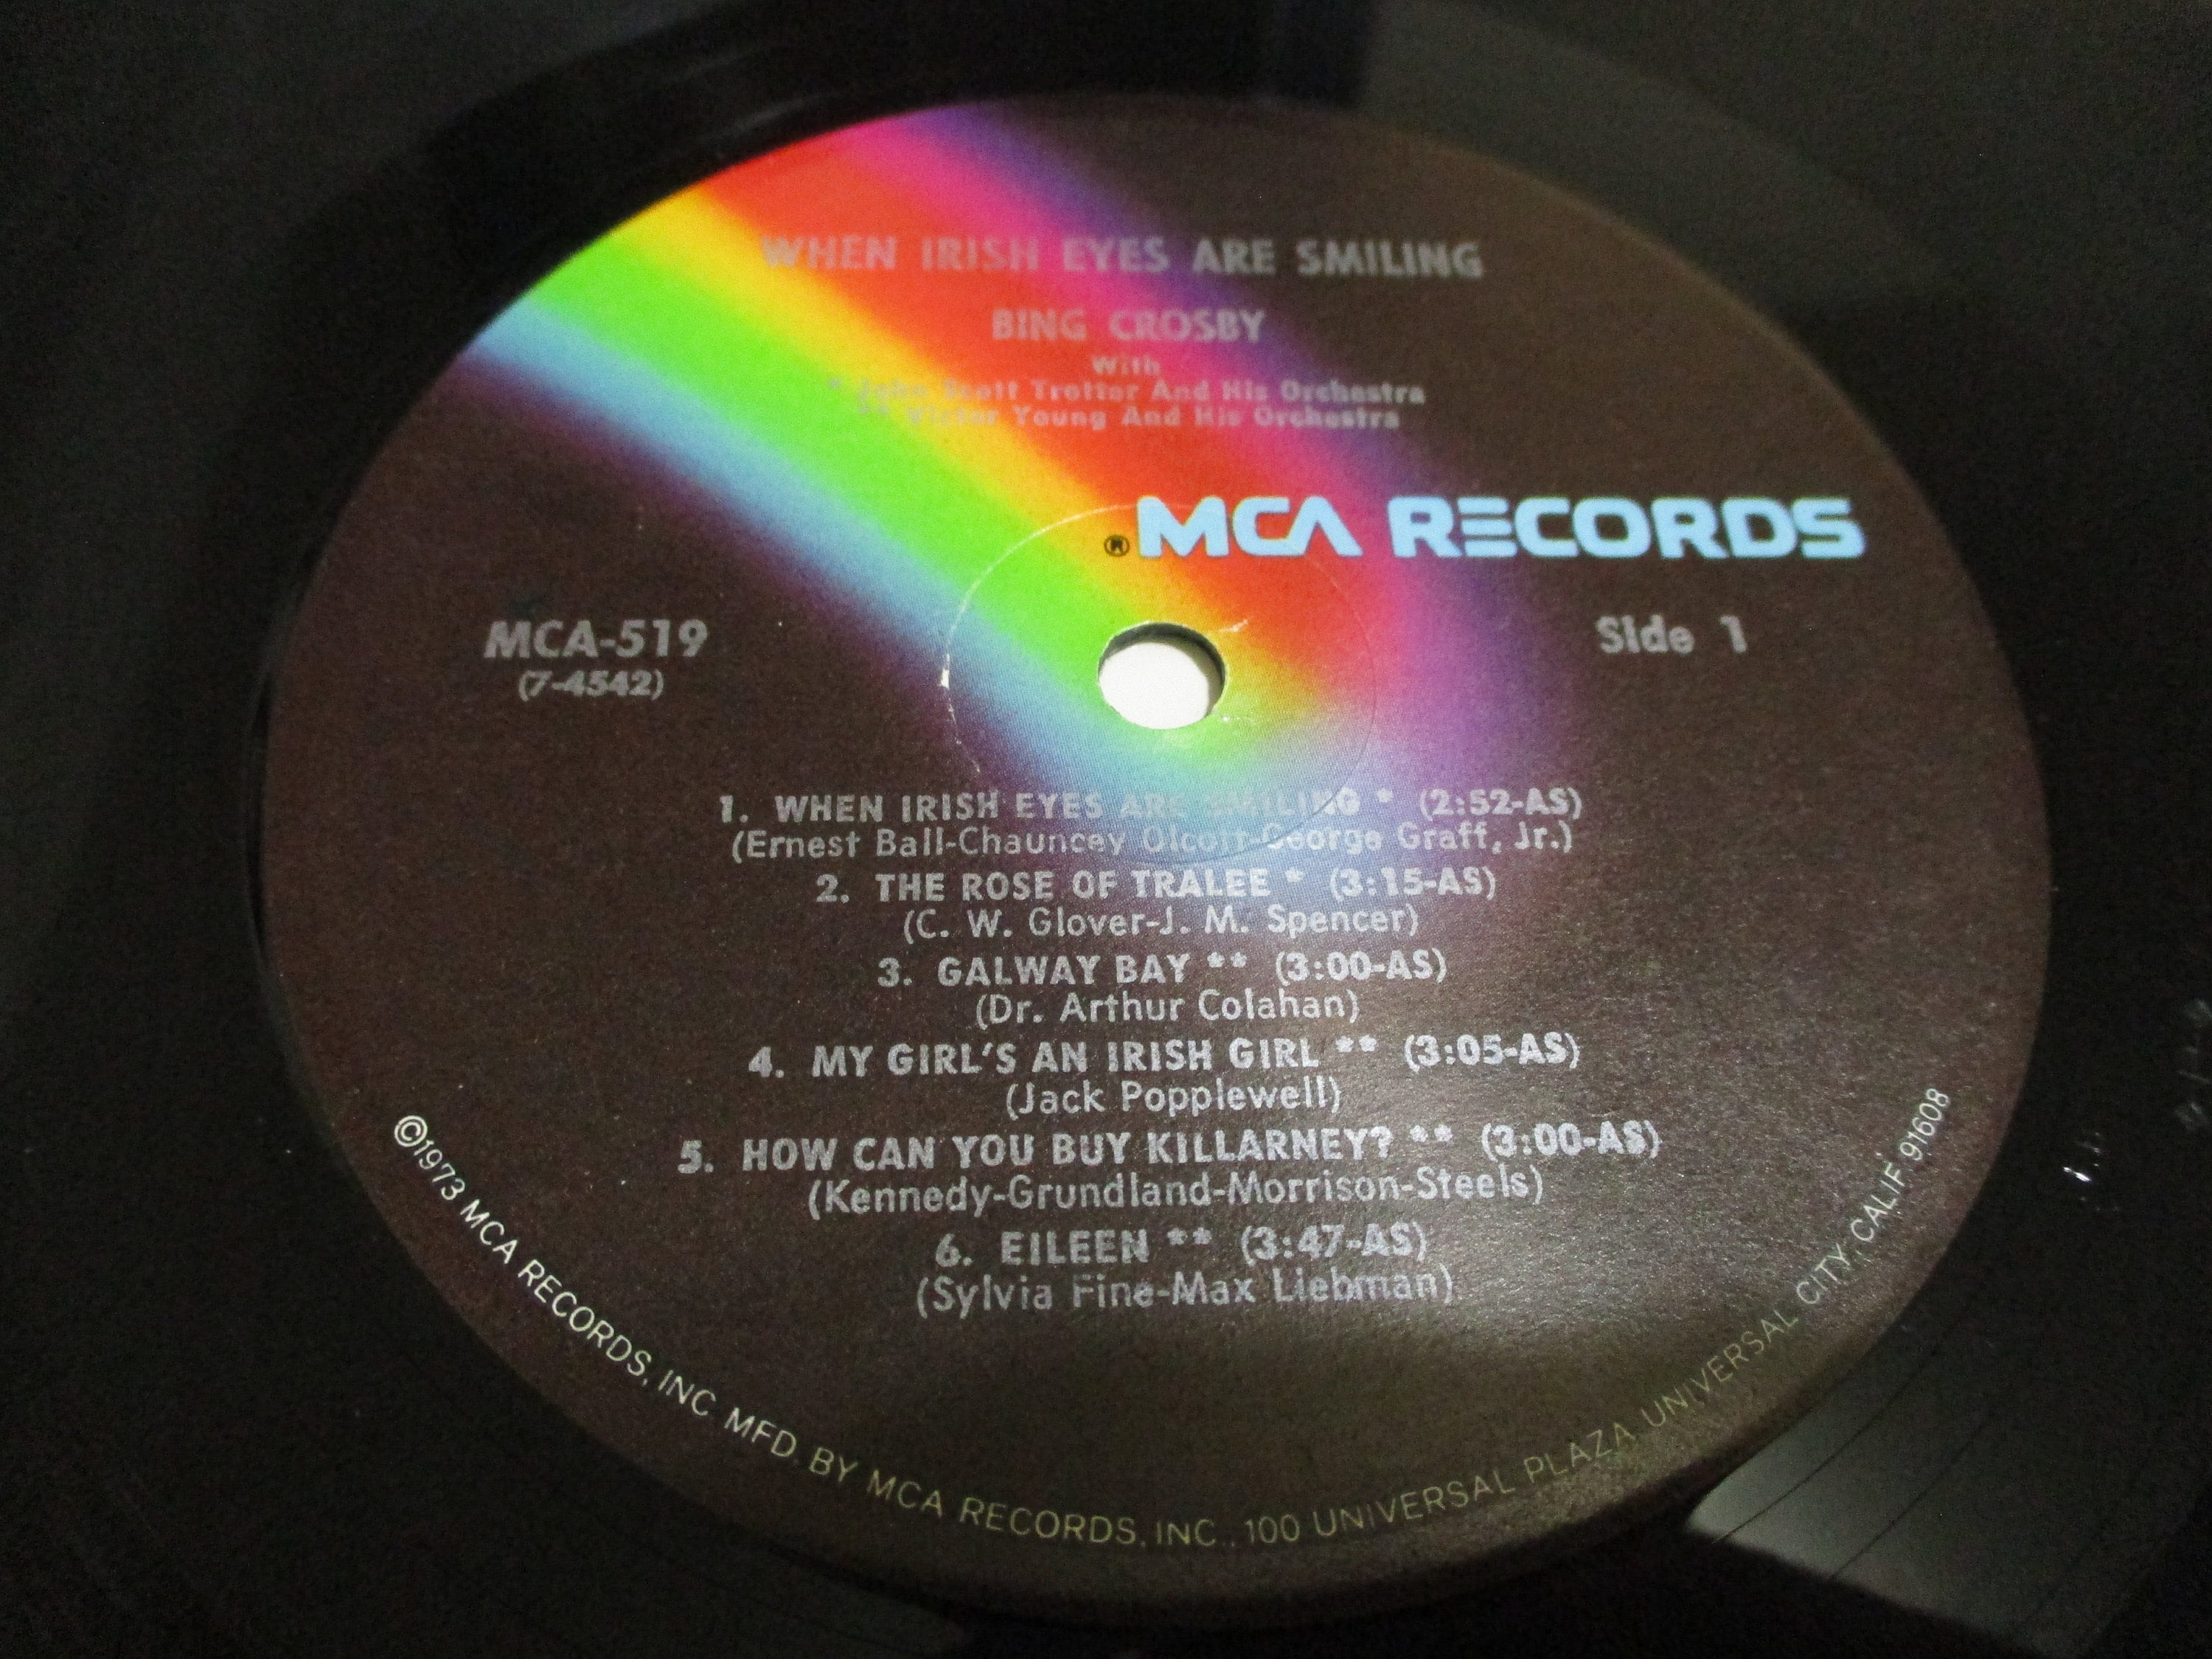 WHEN IRISH EYES ARE SMILING
BING CROSBY
With
* John Scott Trotter And His Orchestra
** Victor Young And His Orchestra
® MCA RECORDS
MCA-519
(7-4542)
Side 1
1. WHEN IRISH EYES ARE SMILING * (2:52-AS)
(Ernest Ball-Chauncey Olcott-George Graff, Jr.)
2. THE ROSE OF TRALEE * (3:15-AS)
(C. W. Glover-J. M. Spencer)
3. GALWAY BAY ** (3:00-AS)
(Dr. Arthur Colahan)
4. MY GIRL'S AN IRISH GIRL ** (3:05-AS)
(Jack Popplewell)
5. HOW CAN YOU BUY KILLARNEY? ** (3:00-AS)
(Kennedy-Grundland-Morrison-Steels)
6. EILEEN ** (3:47-AS)
(Sylvia Fine-Max Liebman)
©1973 MCA RECORDS, INC MFD. BY MCA RECORDS, INC., 100 UNIVERSAL PLAZA UNIVERSAL CITY, CALIF. 91608